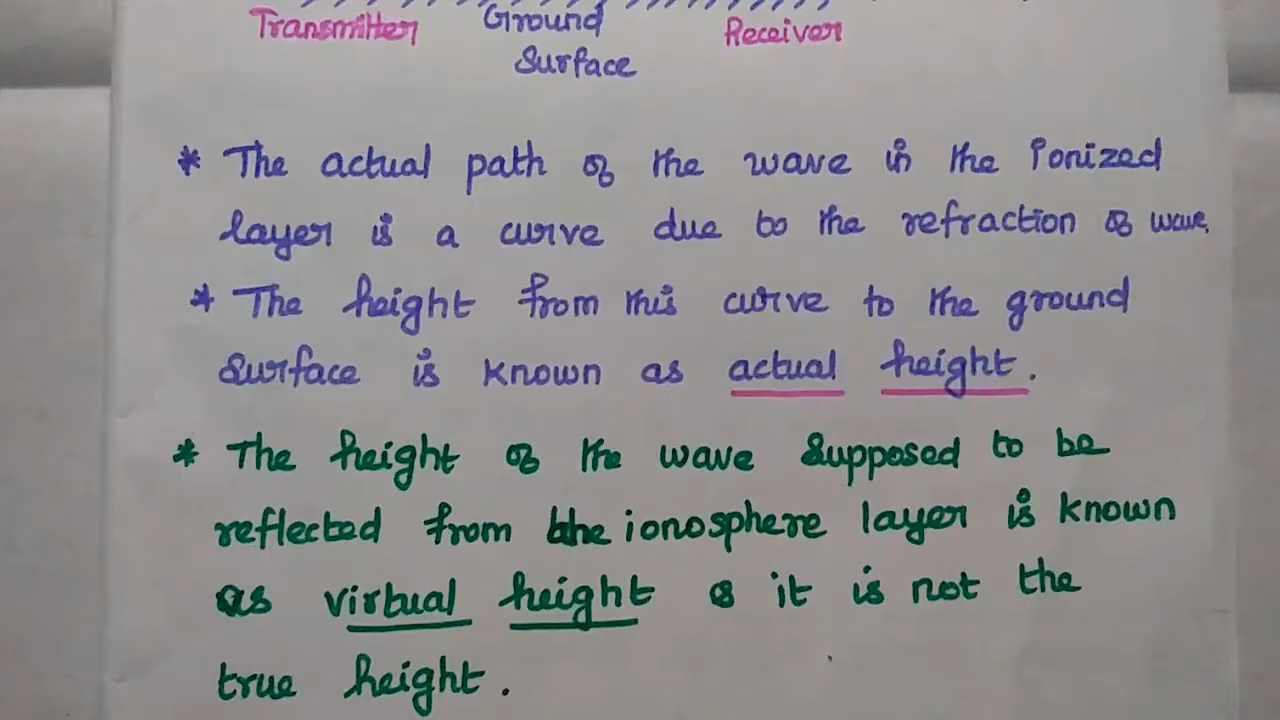 Transmitter Ground Receiver
Surface
* The actual path of the wave in the ionized
layer is a curve due to the refraction of wave.
* The height from this curve to the ground
surface is known as actual height.
* The height of the wave supposed to be
reflected from the ionosphere layer is known
as virtual height & it is not the
true height.